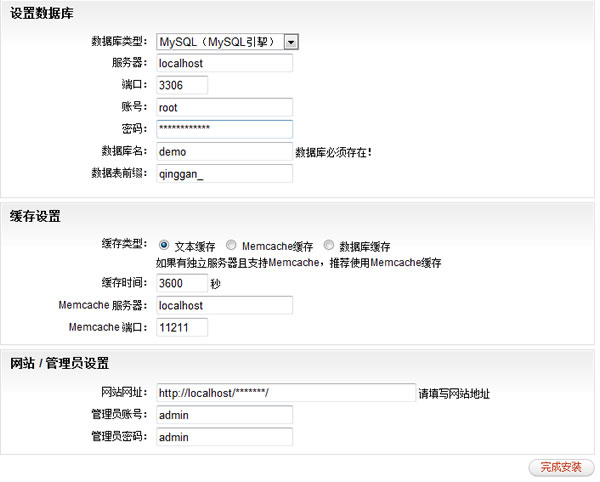 设置数据库
数据库类型: MySQL（MySQL引挈）
服务器: localhost
端口: 3306
账号: root
密码: ************
数据库名: demo 数据库必须存在!
数据表前缀: qinggan_
缓存设置
缓存类型: 文本缓存 Memcache缓存 数据库缓存
如果有独立服务器且支持Memcache，推荐使用Memcache缓存
缓存时间: 3600 秒
Memcache 服务器: localhost
Memcache 端口: 11211
网站 / 管理员设置
网站网址: http://localhost/*******/ 请填写网站地址
管理员账号: admin
管理员密码: admin
完成安装